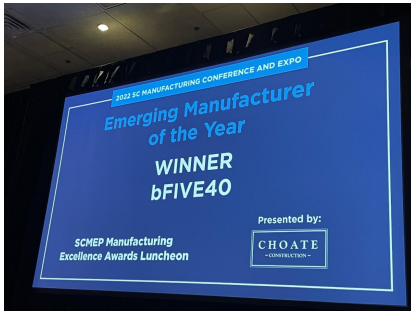 2022 SC MANUFACTURING CONFERENCE AND EXPO
Emerging Manufacturer
of the Year
WINNER
bFIVE40
Presented by:
CHOATE
CONSTRUCTION
SCMEP Manufacturing
Excellence Awards Luncheon